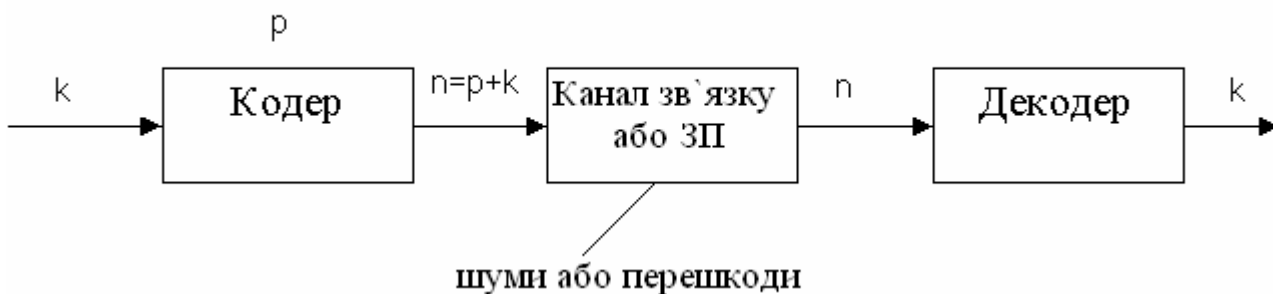 p
k
Кодер
n=p+k
Канал зв`язку
або ЗП
n
Декодер
k
шуми або перешкоди